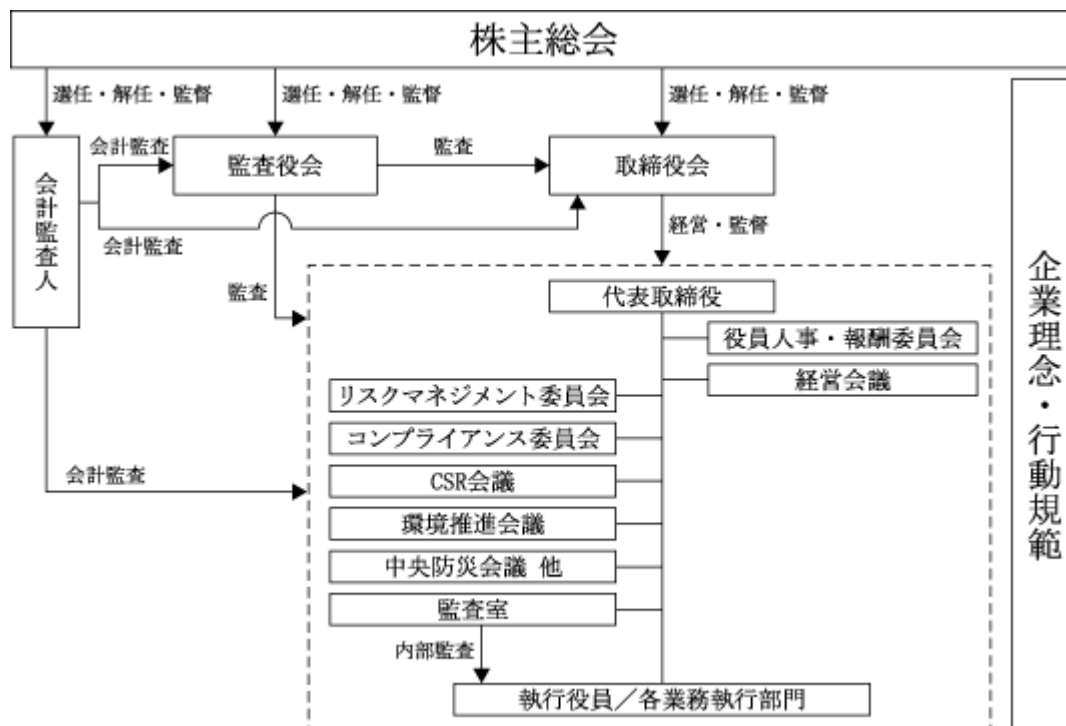 株主総会
選任・解任・監督
選任・解任・監督
選任・解任・監督
会計監査人
会計監査
監査役会
監査
取締役会
会計監査
経営・監督
監査
代表取締役
役員人事・報酬委員会
経営会議
リスクマネジメント委員会
コンプライアンス委員会
会計監査
CSR会議
環境推進会議
中央防災会議 他
監査室
内部監査
執行役員／各業務執行部門
企業理念・行動規範